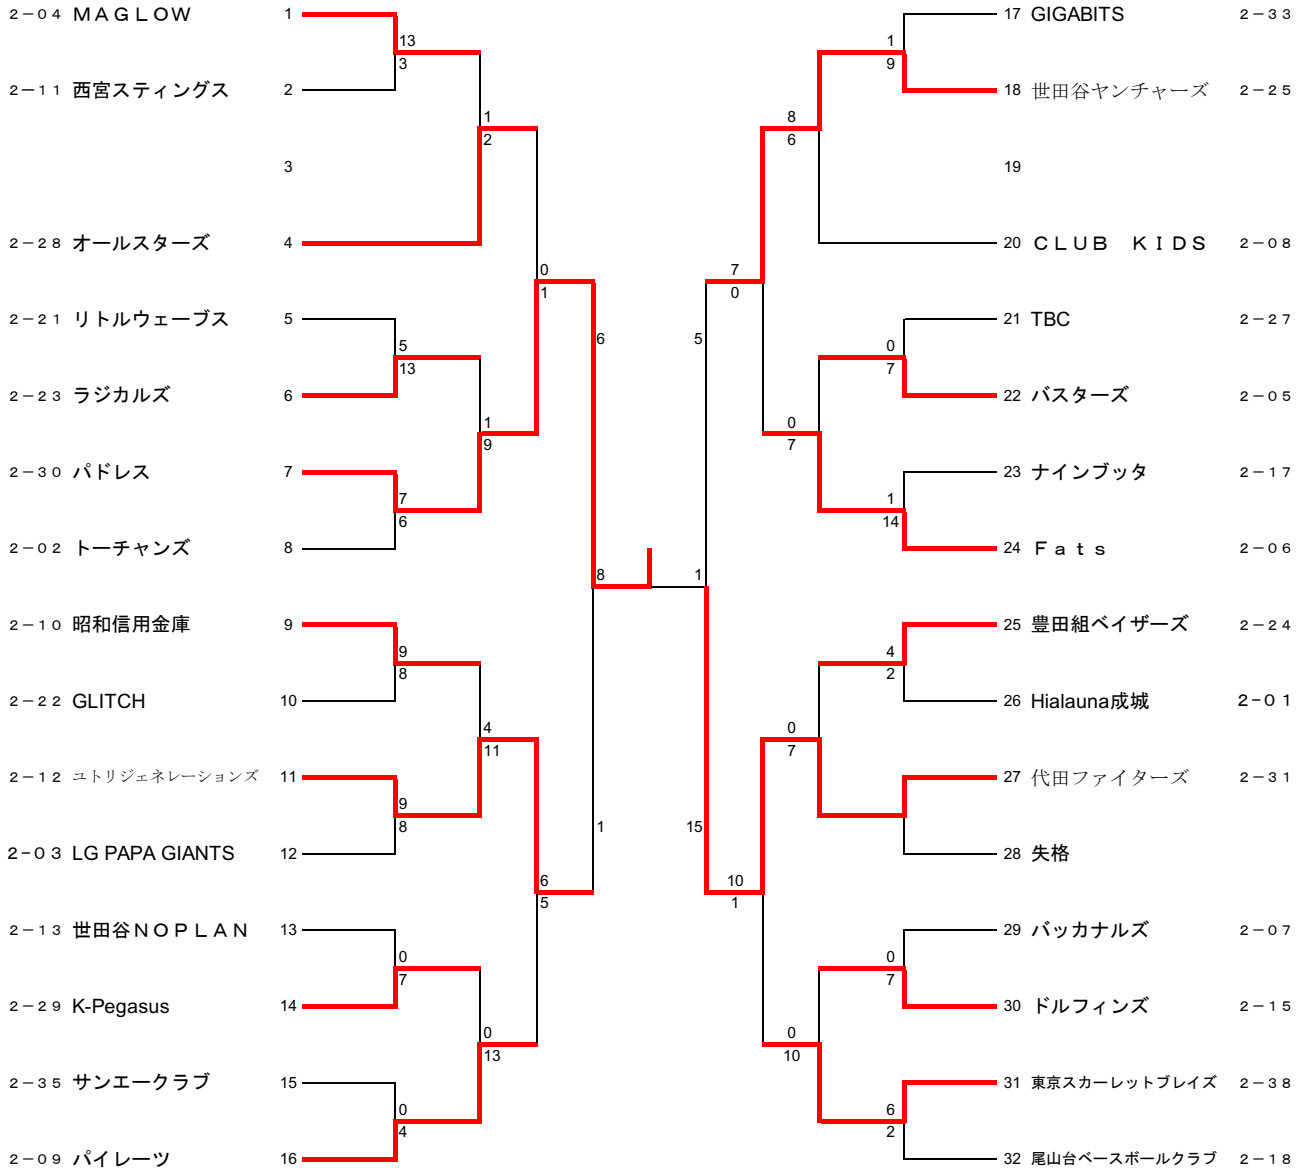 ２－０４ ＭＡＧＬＯＷ 1
13
3
２－１１ 西宮スティングス 2
1
2
3
２－２８ オールスターズ 4
0
1
２－２１ リトルウェーブス 5
5
13
２－２３ ラジカルズ 6
1
9
２－３０ パドレス 7
7
6
２－０２ トーチャンズ 8
6
8
２－１０ 昭和信用金庫 9
9
8
２－２２ GLITCH 10
4
11
２－１２ ユトリジェネレーションズ 11
9
8
２－０３ LG PAPA GIANTS 12
1
6
5
２－１３ 世田谷ＮＯＰＬＡＮ 13
0
7
２－２９ K-Pegasus 14
0
13
２－３５ サンエークラブ 15
0
4
２－０９ パイレーツ 16
17 GIGABITS ２－３３
1
9
18 世田谷ヤンチャーズ ２－２５
8
6
19
20 ＣＬＵＢ　ＫＩＤＳ ２－０８
7
0
21 TBC ２－２７
5
0
7
22 バスターズ ２－０５
0
7
23 ナインブッタ ２－１７
1
14
24 Ｆａｔｓ ２－０６
1
25 豊田組ベイザーズ ２－２４
4
2
26 Hialauna成城 ２－０１
0
7
27 代田ファイターズ ２－３１
15
28 失格
10
1
29 バッカナルズ ２－０７
0
7
30 ドルフィンズ ２－１５
0
10
31 東京スカーレットブレイズ ２－３８
6
2
32 尾山台ベースボールクラブ ２－１８